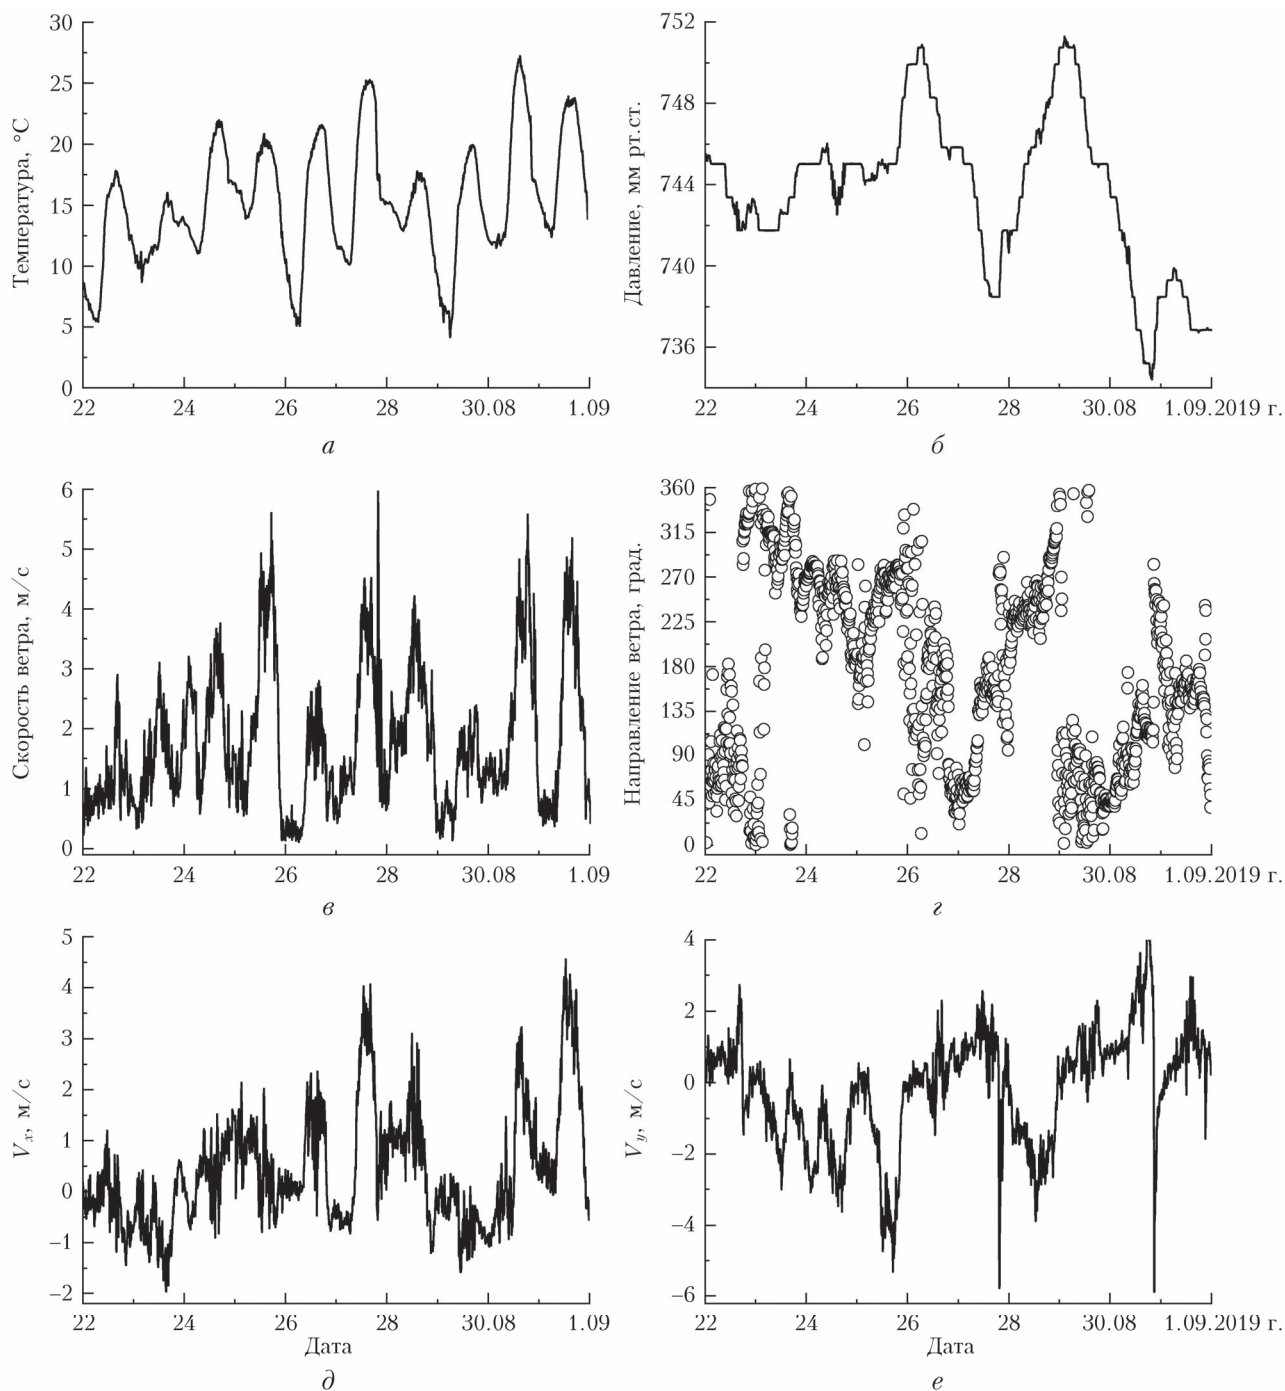 30
25
20
15
10
5
0
Температура, °C
22 24 26 28 30.08 1.09
а
752
748
744
740
736
Давление, мм рт.ст.
22 24 26 28 30.08 1.09.2019 г.
б
6
5
4
3
2
1
0
Скорость ветра, м/с
22 24 26 28 30.08 1.09
в
360
315
270
225
180
135
90
45
0
Направление ветра, град.
22 24 26 28 30.08 1.09.2019 г.
г
5
4
3
2
1
0
–1
–2
Vx, м/с
22 24 26 28 30.08 1.09
Дата
д
4
2
0
–2
–4
–6
Vy, м/с
22 24 26 28 30.08 1.09.2019 г.
Дата
е